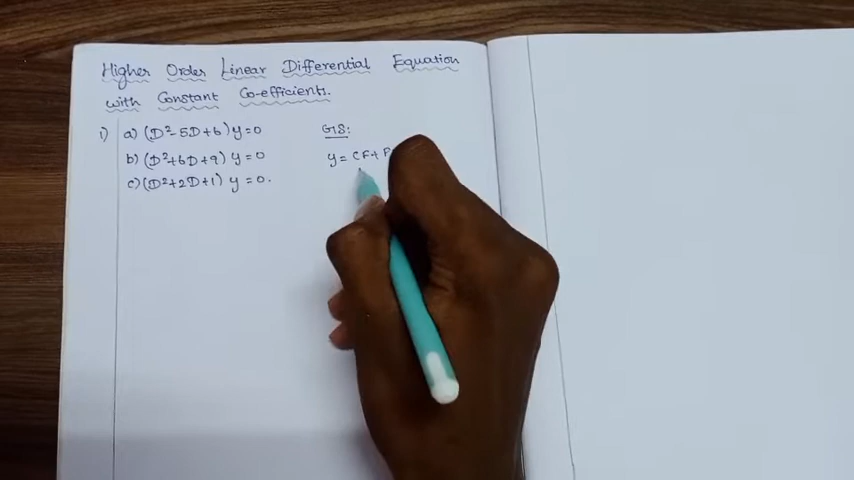 Higher Order Linear Differential Equation
with Constant Co-efficients.
1) a) (D²-5D+6)y=0
b) (D²+6D+9)y=0
c) (D²+2D+1)y=0.
GS:
y=CF+P